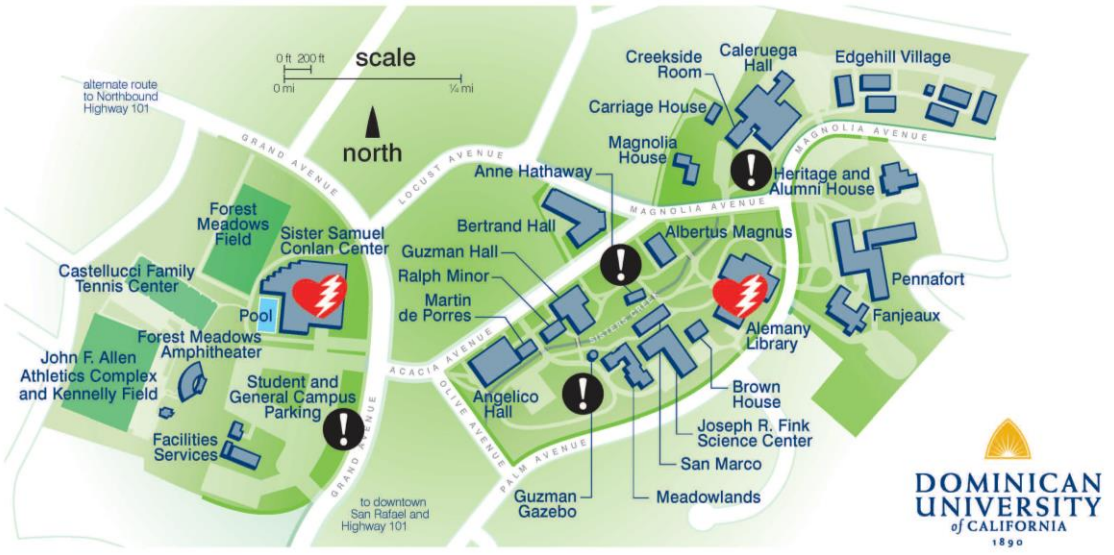 0 ft 200 ft
scale
0 mi
¼ mi
north
alternate route
to Northbound
Highway 101
GRAND AVENUE
LOCUST AVENUE
Creekside
Room
Caleruega
Hall
Edgehill Village
Carriage House
Magnolia
House
MAGNOLIA AVENUE
Anne Hathaway
!
Heritage and
Alumni House
MAGNOLIA AVENUE
Forest
Meadows
Field
Sister Samuel
Conlan Center
Bertrand Hall
Albertus Magnus
Guzman Hall
!
Castellucci Family
Tennis Center
Ralph Minor
Pennafort
Martin
de Porres
Pool
SISTERS CREEK
Fanjeaux
Alemany
Library
Forest Meadows
Amphitheater
John F. Allen
Athletics Complex
and Kennelly Field
ACACIA AVENUE
OLIVE AVENUE
Student and
General Campus
Parking
!
Angelico
Hall
!
Brown
House
Joseph R. Fink
Science Center
Facilities
Services
GRAND AVENUE
PALM AVENUE
San Marco
Guzman
Gazebo
Meadowlands
to downtown
San Rafael and
Highway 101
DOMINICAN
UNIVERSITY
of CALIFORNIA
1890